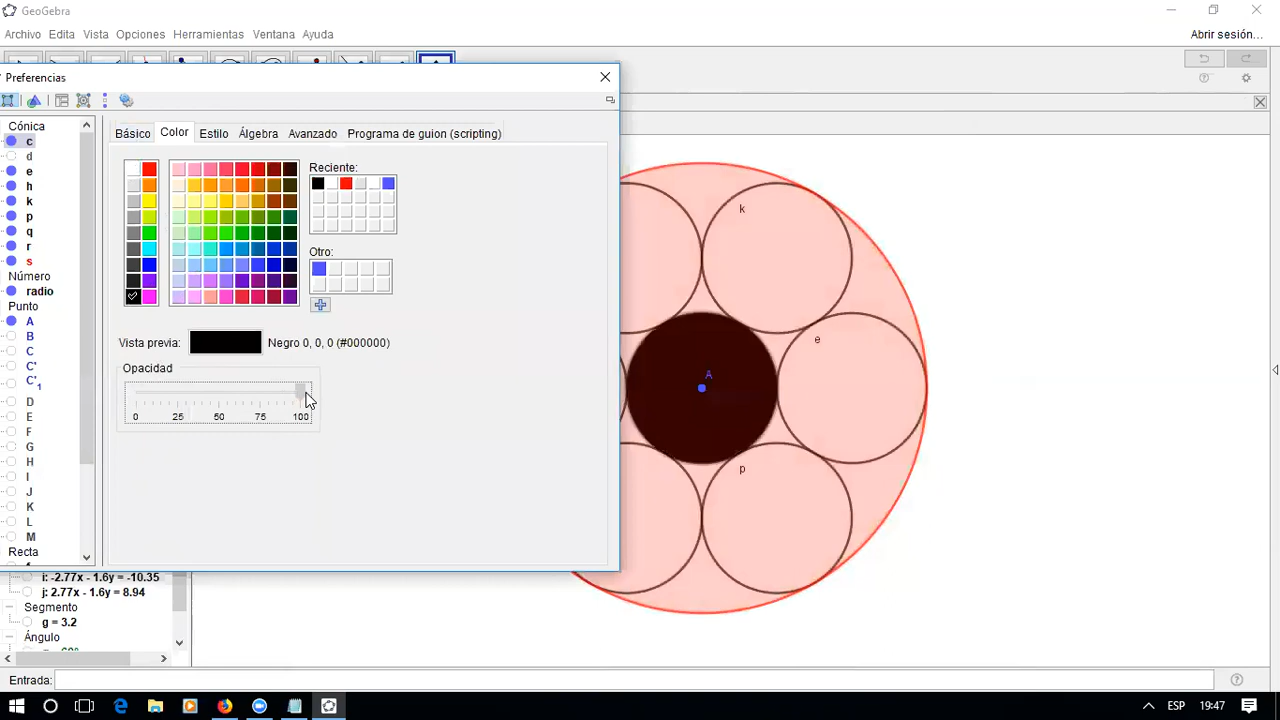 GeoGebra
Archivo Edita Vista Opciones Herramientas Ventana Ayuda
Abrir sesión...
Preferencias
Básico Color Estilo Álgebra Avanzado Programa de guion (scripting)
Cónica
c
d
e
h
k
p
q
r
s
Número
radio
Punto
A
B
C
C'
C'1
D
E
F
G
H
I
J
K
L
M
Recta
Reciente:
Otro:
Vista previa: Negro 0, 0, 0 (#000000)
Opacidad
0 25 50 75 100
k
e
A
p
i: -2.77x - 1.6y = -10.35
j: 2.77x - 1.6y = 8.94
Segmento
g = 3.2
Ángulo
Entrada:
ESP 19:47